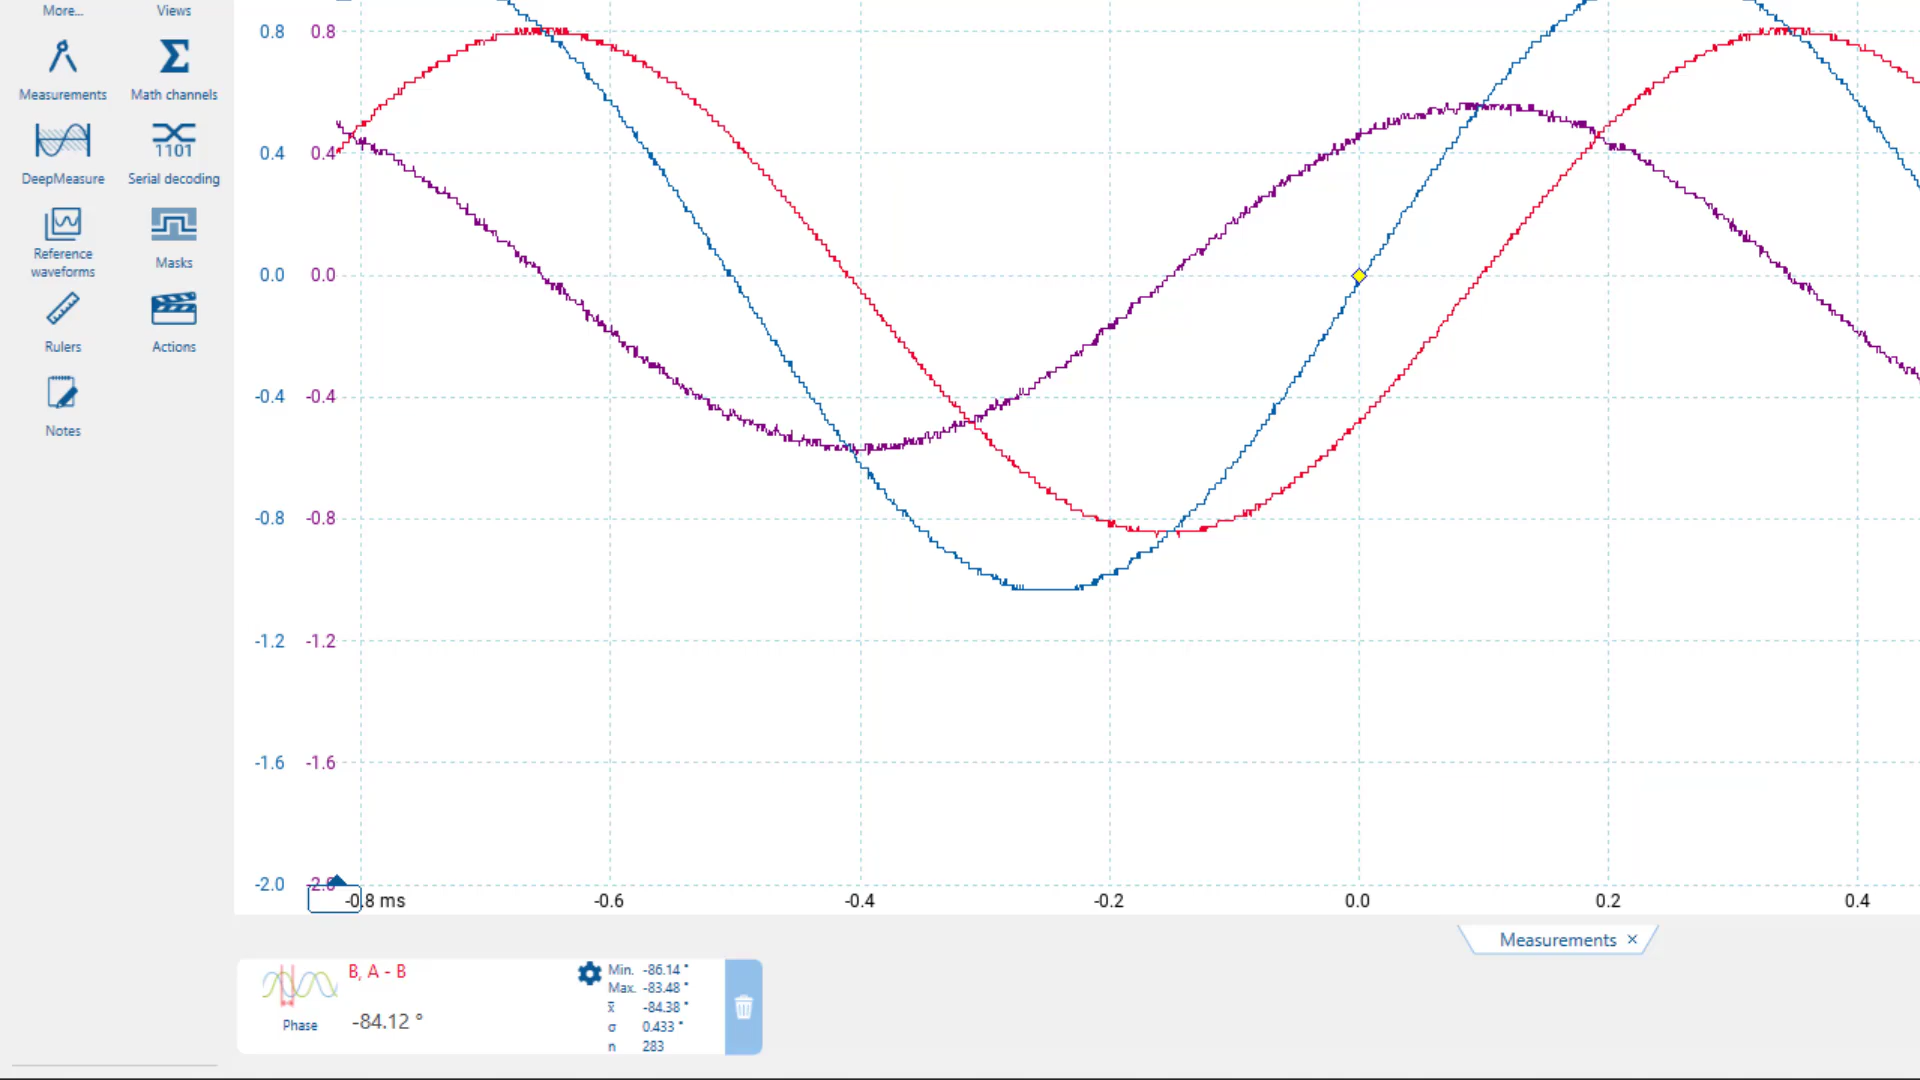 More...
Views
Measurements
Math channels
DeepMeasure
1101
Serial decoding
Reference
waveforms
Masks
Rulers
Actions
Notes
0.8 0.8
0.4 0.4
0.0 0.0
-0.4 -0.4
-0.8 -0.8
-1.2 -1.2
-1.6 -1.6
-2.0 -2.0
-0.8 ms -0.6 -0.4 -0.2 0.0 0.2 0.4
Measurements ×
B, A - B
Phase
-84.12 °
Min. -86.14 °
Max. -83.48 °
x̄ -84.38 °
σ 0.433 °
n 283